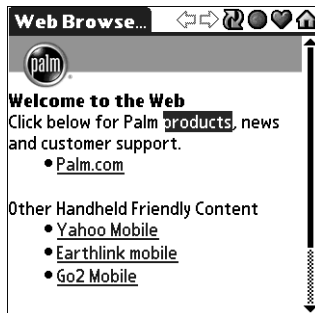 Web Browse...
palm
Welcome to the Web
Click below for Palm products, news
and customer support.
• Palm.com
Other Handheld Friendly Content
• Yahoo Mobile
• Earthlink mobile
• Go2 Mobile